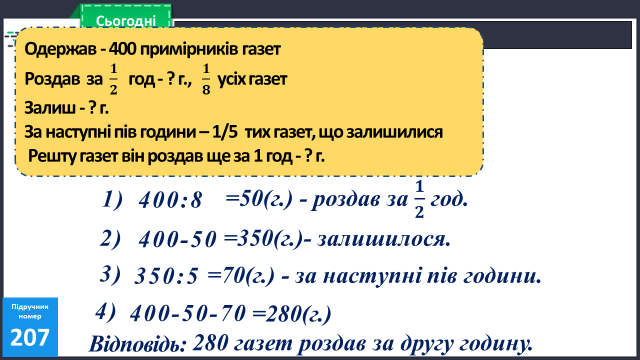 Сьогодні
Одержав - 400 примірників газет
Роздав за 1/2 год - ? г., 1/8 усіх газет
Залиш - ? г.
За наступні пів години – 1/5 тих газет, що залишилися
Решту газет він роздав ще за 1 год - ? г.
1) 400:8 =50(г.) - роздав за 1/2 год.
2) 400-50 =350(г.)- залишилося.
3) 350:5 =70(г.) - за наступні пів години.
4) 400-50-70 =280(г.)
Відповідь: 280 газет роздав за другу годину.
Підручник
номер
207